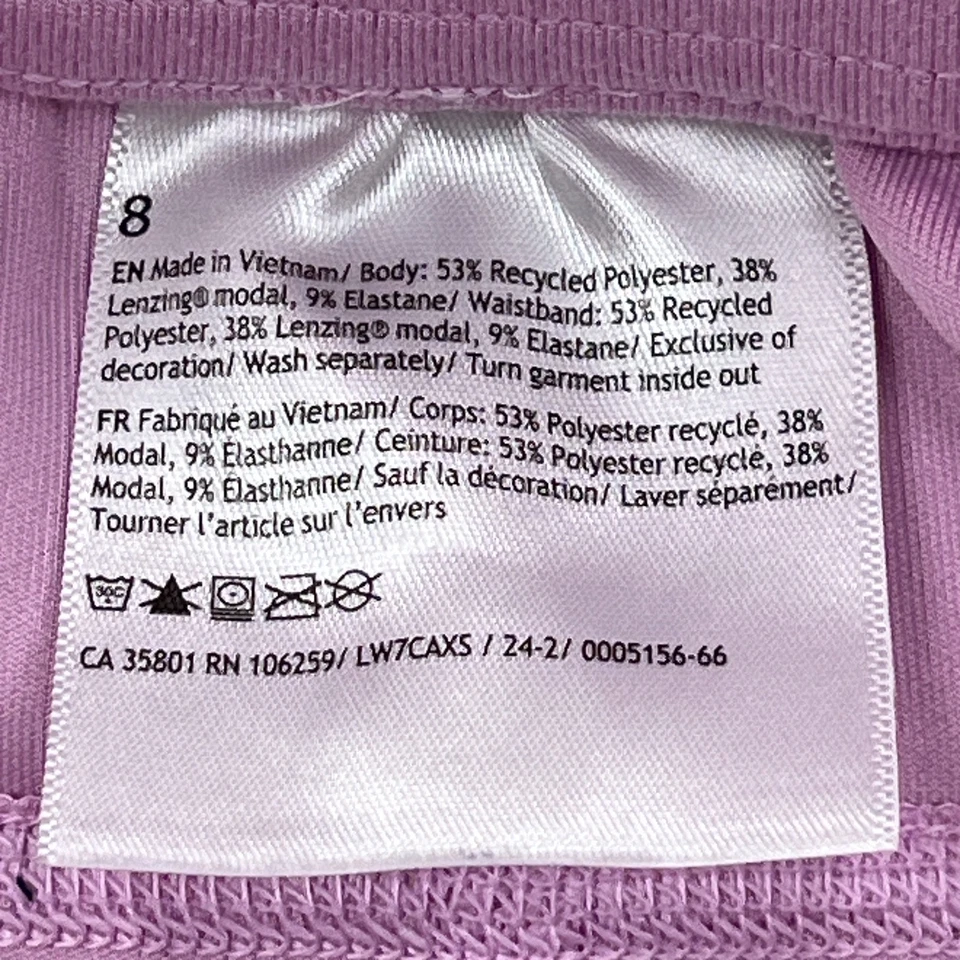 8
EN Made in Vietnam/ Body: 53% Recycled Polyester, 38%
Lenzing® modal, 9% Elastane/ Waistband: 53% Recycled
Polyester, 38% Lenzing® modal, 9% Elastane/ Exclusive of
decoration/ Wash separately/ Turn garment inside out
FR Fabriqué au Vietnam/ Corps: 53% Polyester recyclé, 38%
Modal, 9% Élasthanne/ Ceinture: 53% Polyester recyclé, 38%
Modal, 9% Élasthanne/ Sauf la décoration/ Laver séparément/
Tourner l'article sur l'envers
30C
CA 35801 RN 106259/ LW7CAXS / 24-2/ 0005156-66